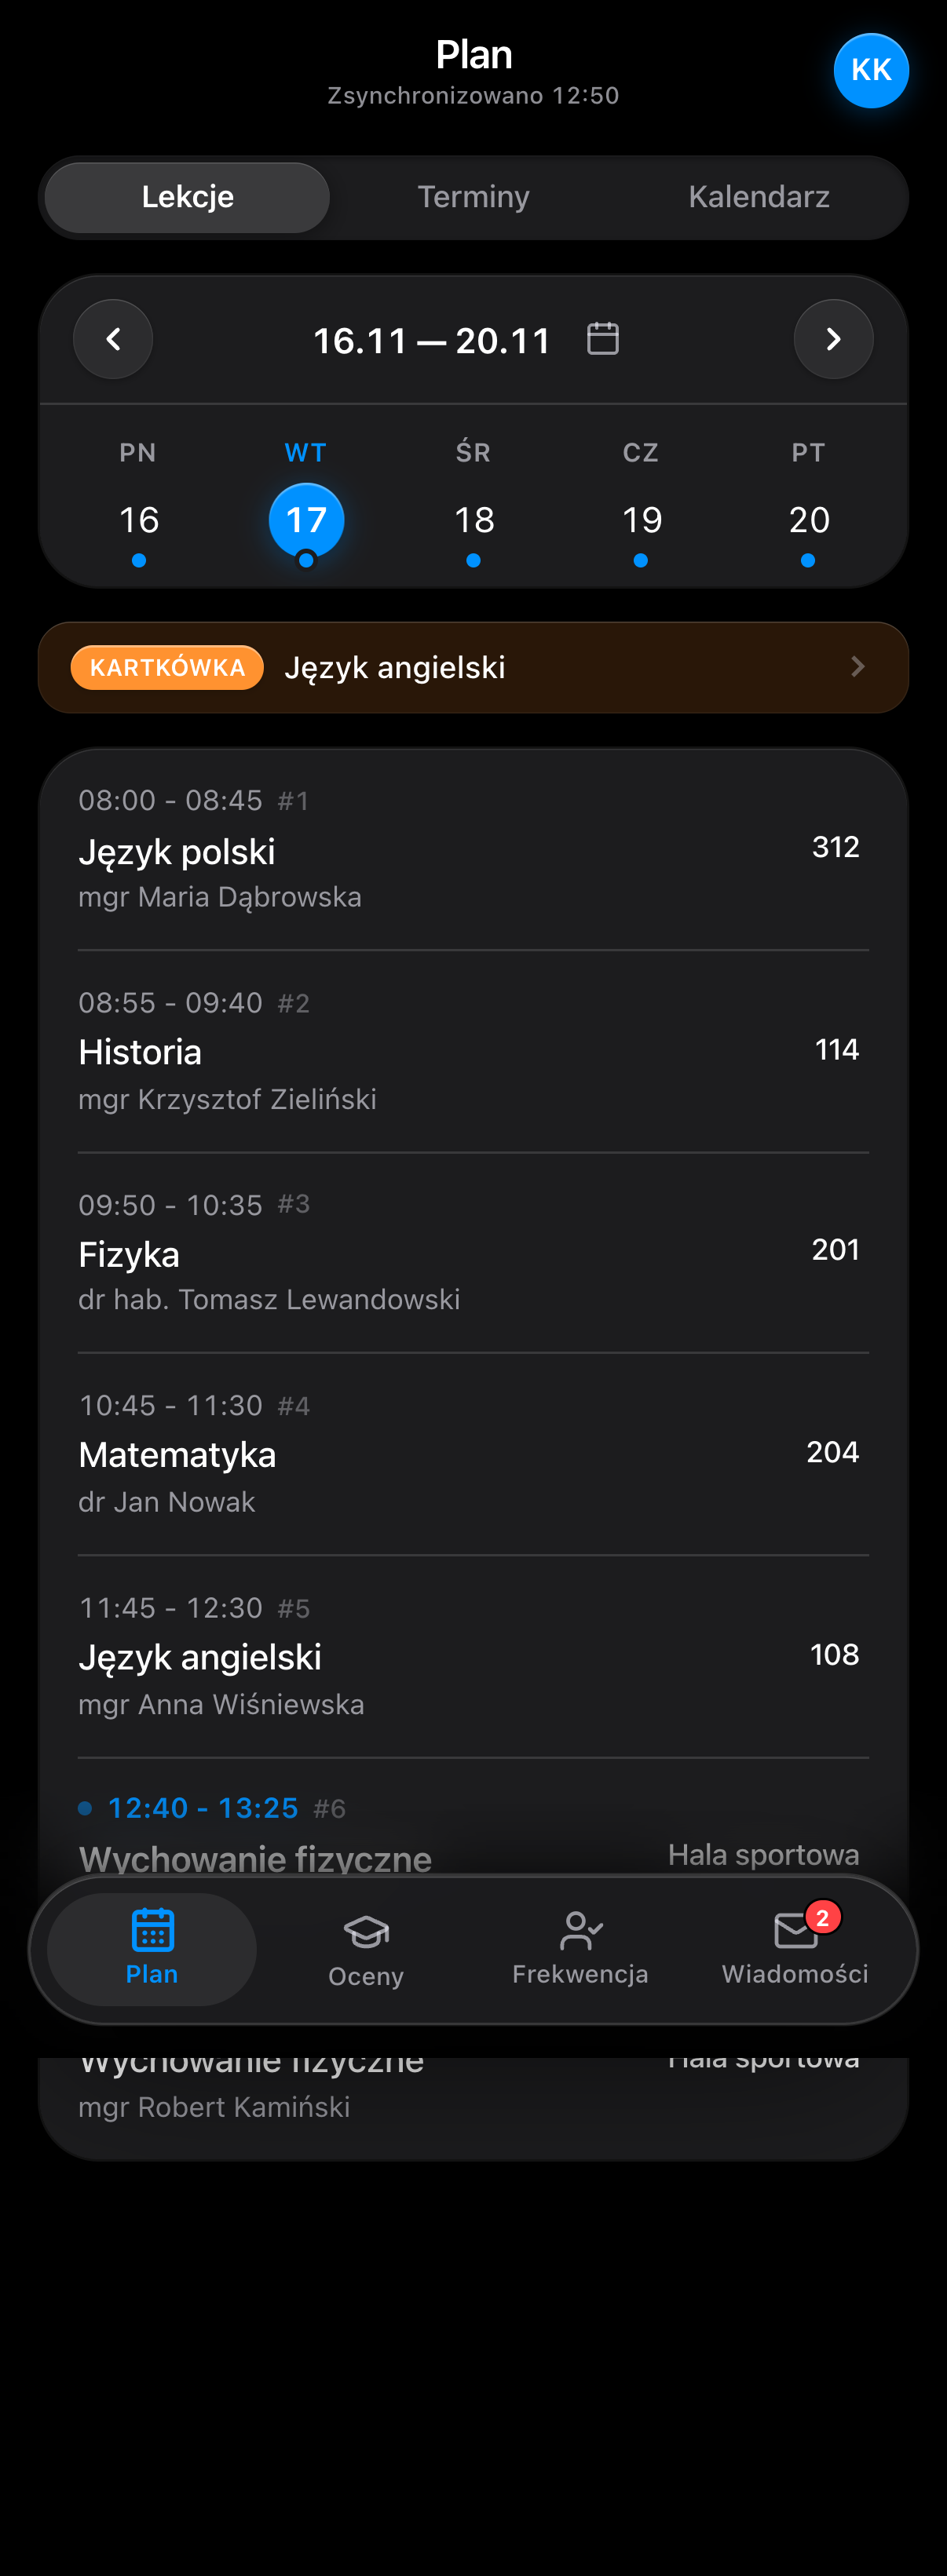 Plan
Zsynchronizowano 12:50
KK
Lekcje
Terminy
Kalendarz
16.11 — 20.11
PN
WT
ŚR
CZ
PT
16
17
18
19
20
KARTKÓWKA Język angielski
08:00 - 08:45 #1
Język polski
312
mgr Maria Dąbrowska
08:55 - 09:40 #2
Historia
114
mgr Krzysztof Zieliński
09:50 - 10:35 #3
Fizyka
201
dr hab. Tomasz Lewandowski
10:45 - 11:30 #4
Matematyka
204
dr Jan Nowak
11:45 - 12:30 #5
Język angielski
108
mgr Anna Wiśniewska
12:40 - 13:25 #6
Wychowanie fizyczne
Hala sportowa
Plan
Oceny
Frekwencja
2
Wiadomości
Wychowanie fizyczne
Hala sportowa
mgr Robert Kamiński